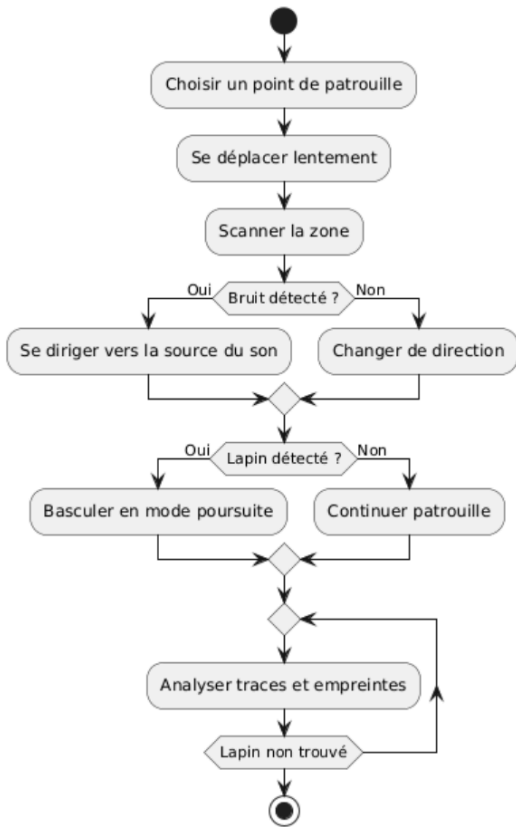 Choisir un point de patrouille
Se déplacer lentement
Scanner la zone
Oui
Bruit détecté ?
Non
Se diriger vers la source du son
Changer de direction
Oui
Lapin détecté ?
Non
Basculer en mode poursuite
Continuer patrouille
Analyser traces et empreintes
Lapin non trouvé